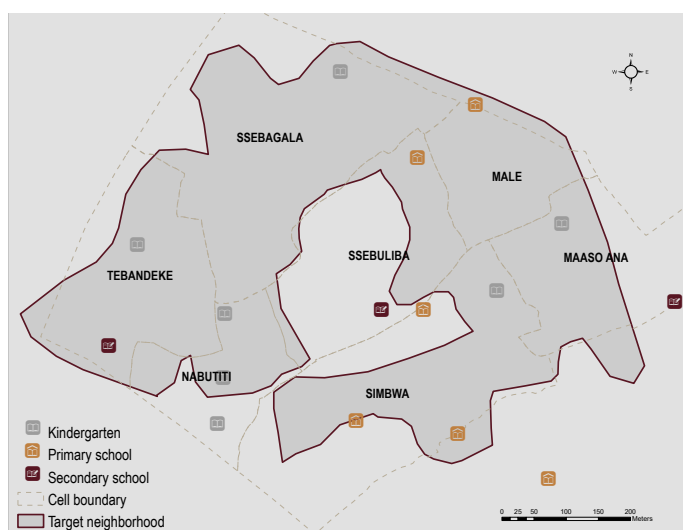 N
W E
S
SSEBAGALA
MALE
SSEBULIBA
MAASO ANA
TEBANDEKE
NABUTITI
SIMBWA
Kindergarten
Primary school
Secondary school
Cell boundary
Target neighborhood
0 25 50 100 150 200
Meters